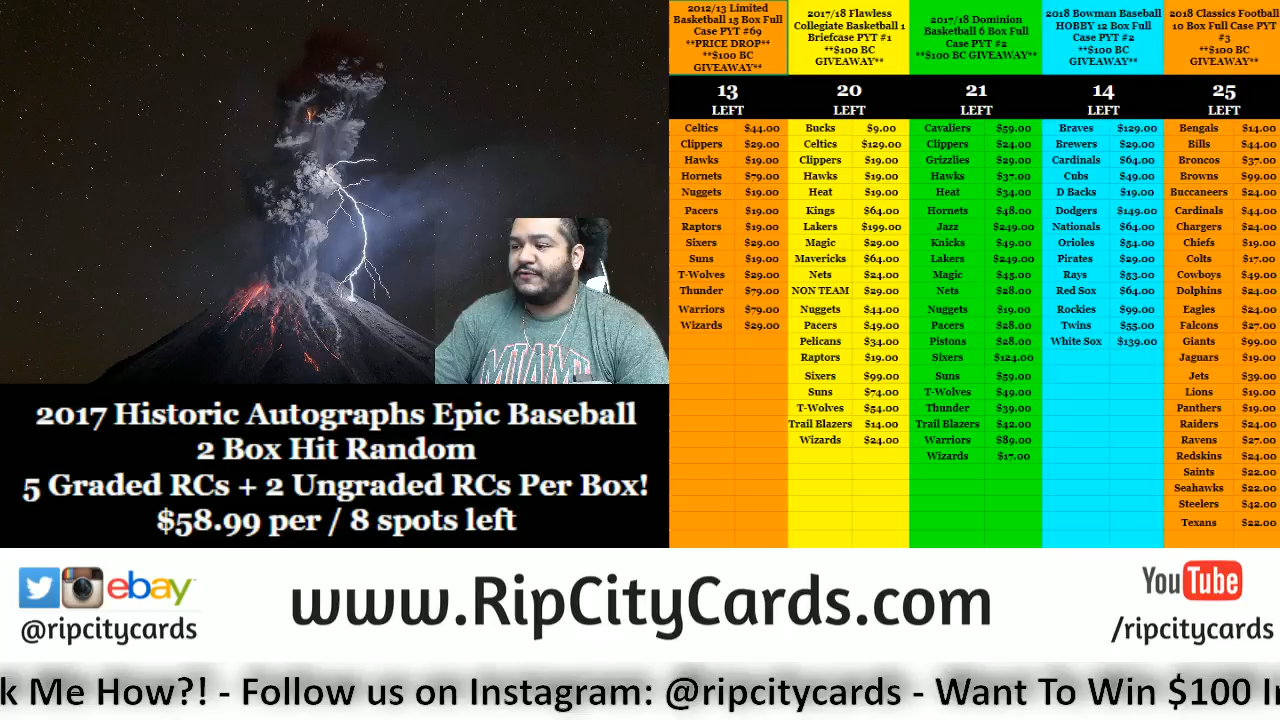 2012/13 Limited
Basketball 15 Box Full
Case PYT #69
**PRICE DROP**
**$100 BC
GIVEAWAY**
13
LEFT
Celtics $44.00
Clippers $29.00
Hawks $19.00
Hornets $79.00
Nuggets $19.00
Pacers $19.00
Raptors $19.00
Sixers $29.00
Suns $19.00
T-Wolves $29.00
Thunder $79.00
Warriors $79.00
Wizards $29.00
2017/18 Flawless
Collegiate Basketball 1
Briefcase PYT #1
**$100 BC
GIVEAWAY**
20
LEFT
Bucks $9.00
Celtics $129.00
Clippers $19.00
Hawks $19.00
Heat $19.00
Kings $64.00
Lakers $199.00
Magic $29.00
Mavericks $64.00
Nets $24.00
NON TEAM $29.00
Nuggets $44.00
Pacers $49.00
Pelicans $34.00
Raptors $19.00
Sixers $99.00
Suns $74.00
T-Wolves $54.00
Trail Blazers $14.00
Wizards $24.00
2017/18 Dominion
Basketball 6 Box Full
Case PYT #2
**$100 BC GIVEAWAY**
21
LEFT
Cavaliers $59.00
Clippers $24.00
Grizzlies $29.00
Hawks $37.00
Heat $34.00
Hornets $48.00
Jazz $249.00
Knicks $49.00
Lakers $249.00
Magic $45.00
Nets $28.00
Nuggets $19.00
Pacers $28.00
Pistons $28.00
Sixers $124.00
Suns $59.00
T-Wolves $49.00
Thunder $39.00
Trail Blazers $42.00
Warriors $89.00
Wizards $17.00
2018 Bowman Baseball
HOBBY 12 Box Full
Case PYT #2
**$100 BC
GIVEAWAY**
14
LEFT
Braves $129.00
Brewers $29.00
Cardinals $64.00
Cubs $49.00
D Backs $19.00
Dodgers $149.00
Nationals $64.00
Orioles $54.00
Pirates $29.00
Rays $53.00
Red Sox $64.00
Rockies $99.00
Twins $55.00
White Sox $139.00
2018 Classics Football
10 Box Full Case PYT
#3
**$100 BC
GIVEAWAY**
25
LEFT
Bengals $14.00
Bills $44.00
Broncos $37.00
Browns $99.00
Buccaneers $24.00
Cardinals $44.00
Chargers $24.00
Chiefs $19.00
Colts $17.00
Cowboys $49.00
Dolphins $24.00
Eagles $24.00
Falcons $27.00
Giants $99.00
Jaguars $19.00
Jets $39.00
Lions $19.00
Panthers $19.00
Raiders $24.00
Ravens $27.00
Redskins $24.00
Saints $22.00
Seahawks $22.00
Steelers $42.00
Texans $22.00
MIAMI
2017 Historic Autographs Epic Baseball
2 Box Hit Random
5 Graded RCs + 2 Ungraded RCs Per Box!
$58.99 per / 8 spots left
ebay
@ripcitycards
www.RipCityCards.com
YouTube
/ripcitycards
k Me How?! - Follow us on Instagram: @ripcitycards - Want To Win $100 In